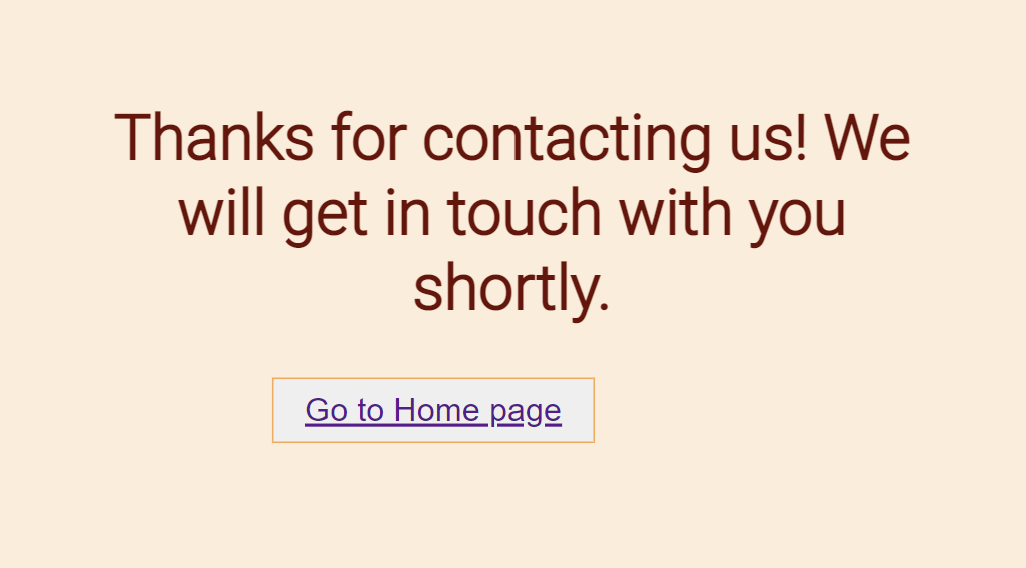 Thanks for contacting us! We
will get in touch with you
shortly.
Go to Home page